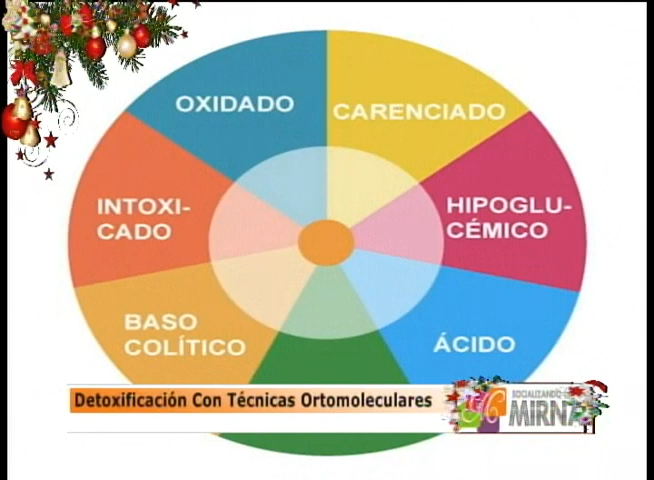 OXIDADO
CARENCIADO
INTOXI-
CADO
HIPOGLU-
CÉMICO
BASO
COLÍTICO
ÁCIDO
Detoxificación Con Técnicas Ortomoleculares
SOCIALIZANDO
MIRNA